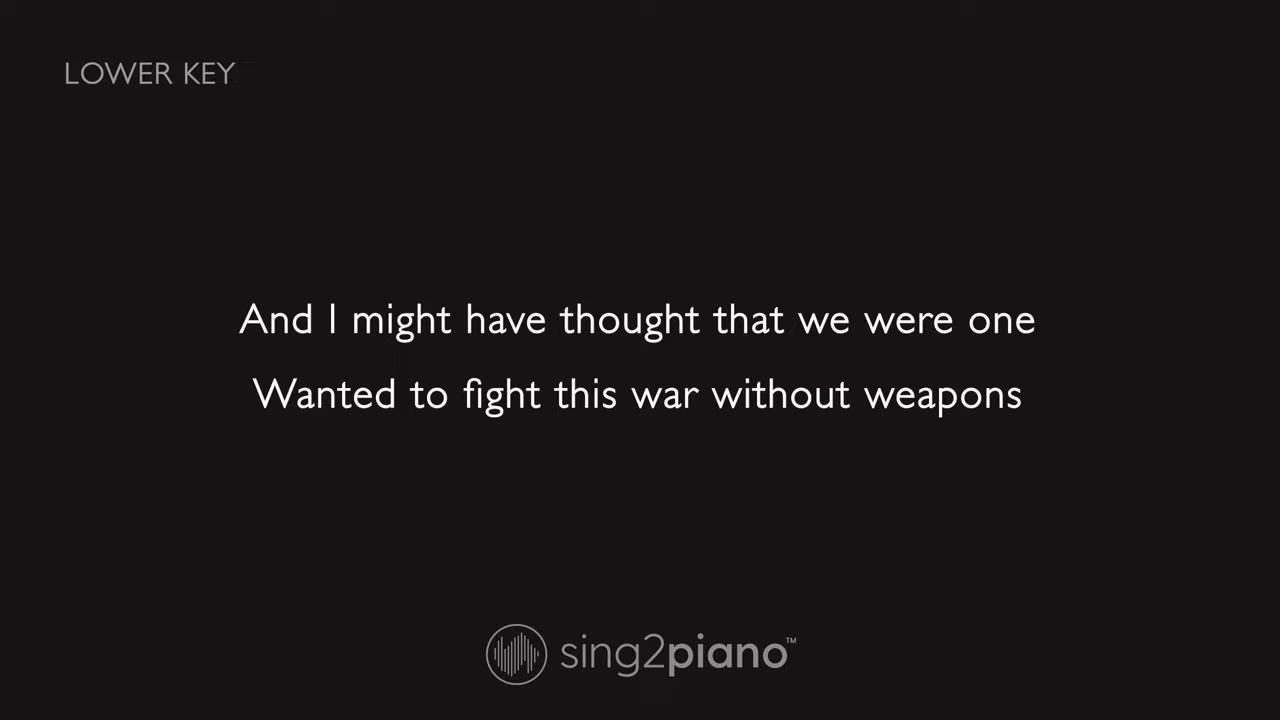 LOWER KEY
And I might have thought that we were one
Wanted to fight this war without weapons
sing2piano™